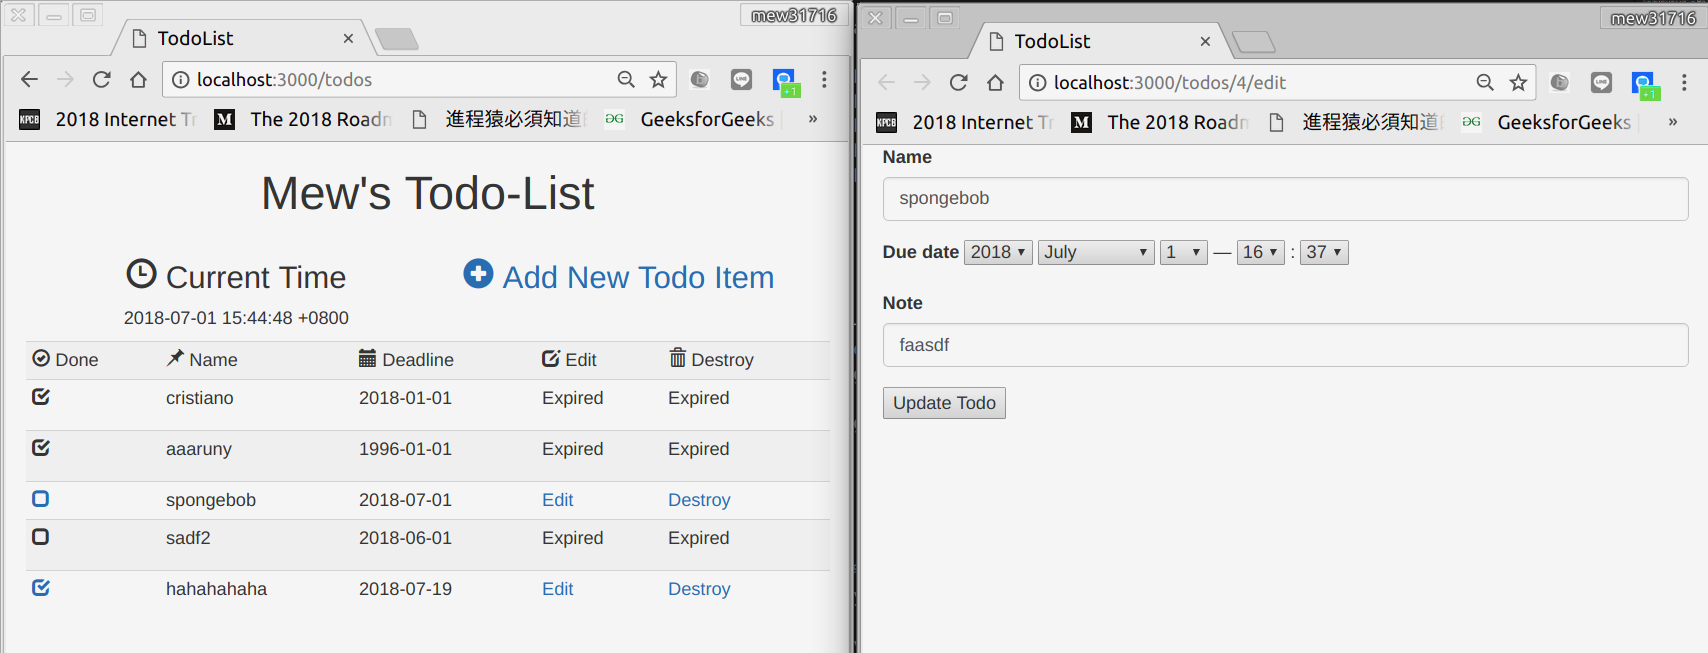 mew31716
TodoList
localhost:3000/todos
+1
KPCB 2018 Internet Tr M The 2018 Roadm 進程猿必須知道 GeeksforGeeks »
Mew's Todo-List
Current Time
Add New Todo Item
2018-07-01 15:44:48 +0800
Done Name Deadline Edit Destroy
cristiano 2018-01-01 Expired Expired
aaaruny 1996-01-01 Expired Expired
spongebob 2018-07-01 Edit Destroy
sadf2 2018-06-01 Expired Expired
hahahahaha 2018-07-19 Edit Destroy
mew31716
TodoList
localhost:3000/todos/4/edit
+1
KPCB 2018 Internet Tr M The 2018 Roadm 進程猿必須知道 GeeksforGeeks »
Name
spongebob
Due date 2018 July 1 — 16 : 37
Note
faasdf
Update Todo